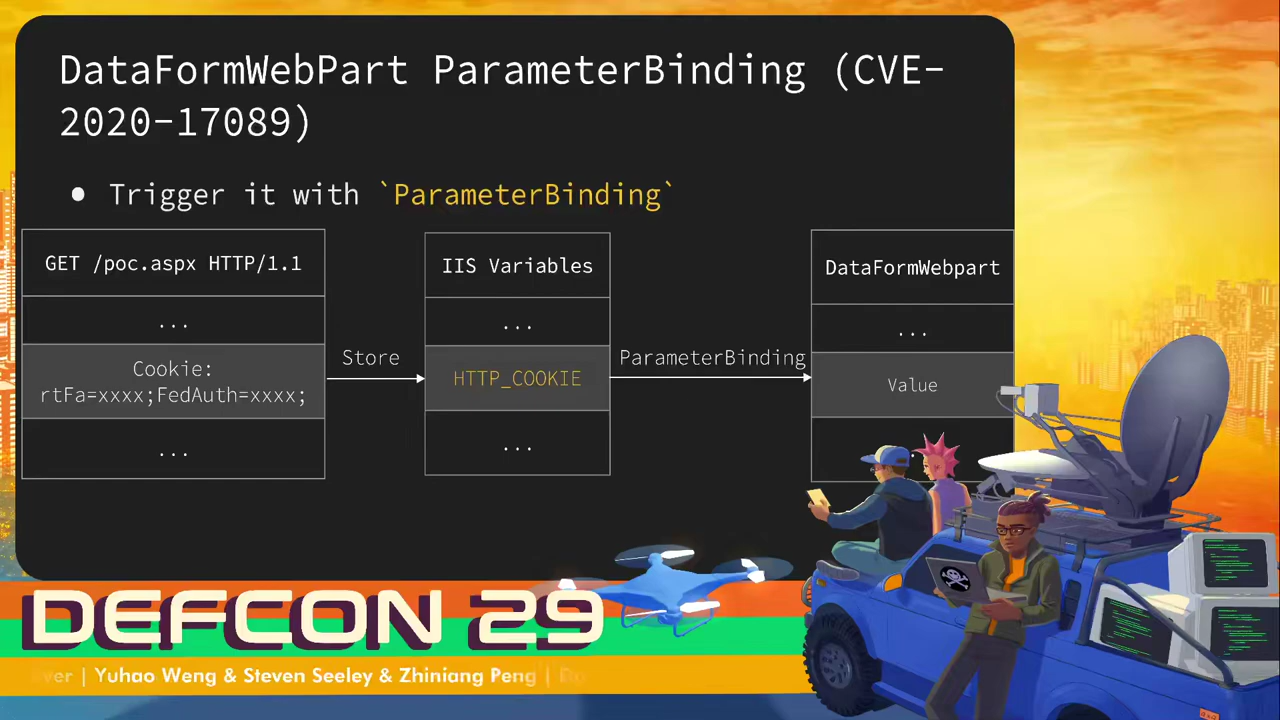 DataFormWebPart ParameterBinding (CVE-
2020-17089)
● Trigger it with `ParameterBinding`
GET /poc.aspx HTTP/1.1
...
Cookie:
rtFa=xxxx;FedAuth=xxxx;
...
Store
IIS Variables
...
HTTP_COOKIE
...
ParameterBinding
DataFormWebpart
...
Value
DEFCON 29
| Yuhao Weng & Steven Seeley & Zhiniang Peng |